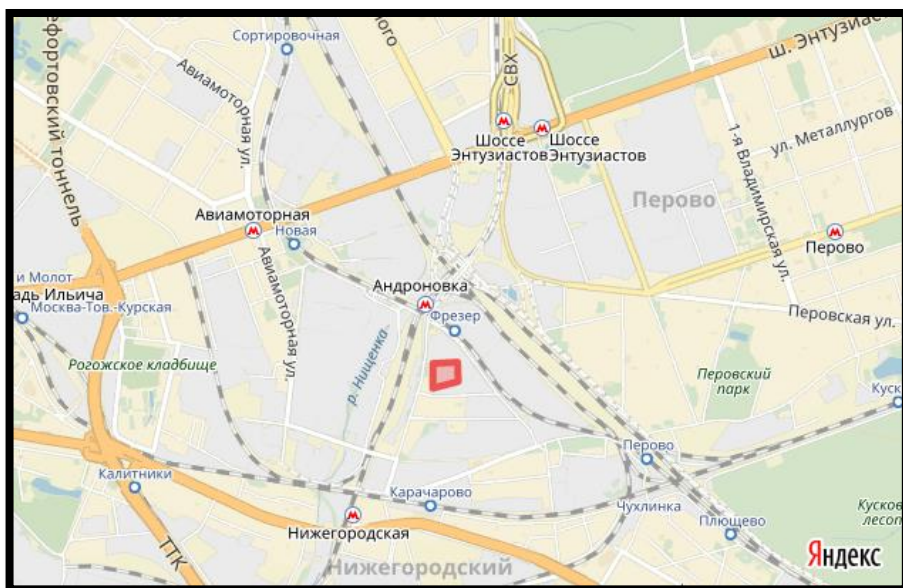 ефортовский тоннель
Сортировочная
ного
СВХ
ш. Энтузиаст
Авиамоторная ул.
Шоссе
Энтузиастов
Шоссе
Энтузиастов
1-я Владимирская ул.
ул. Металлургов
Перово
Авиамоторная
Новая
Перово
и Молот
адь Ильича
Москва-Тов.-Курская
Авиамоторная ул.
Андроновка
Фрезер
Перовская ул.
Рогожское кладбище
р. Нищенка
Перовский
парк
Куск
Перово
Калитники
Карачарово
Чухлинка
Кусков
лесоп
Нижегородская
Плющево
ТТК
Нижегородский
Яндекс